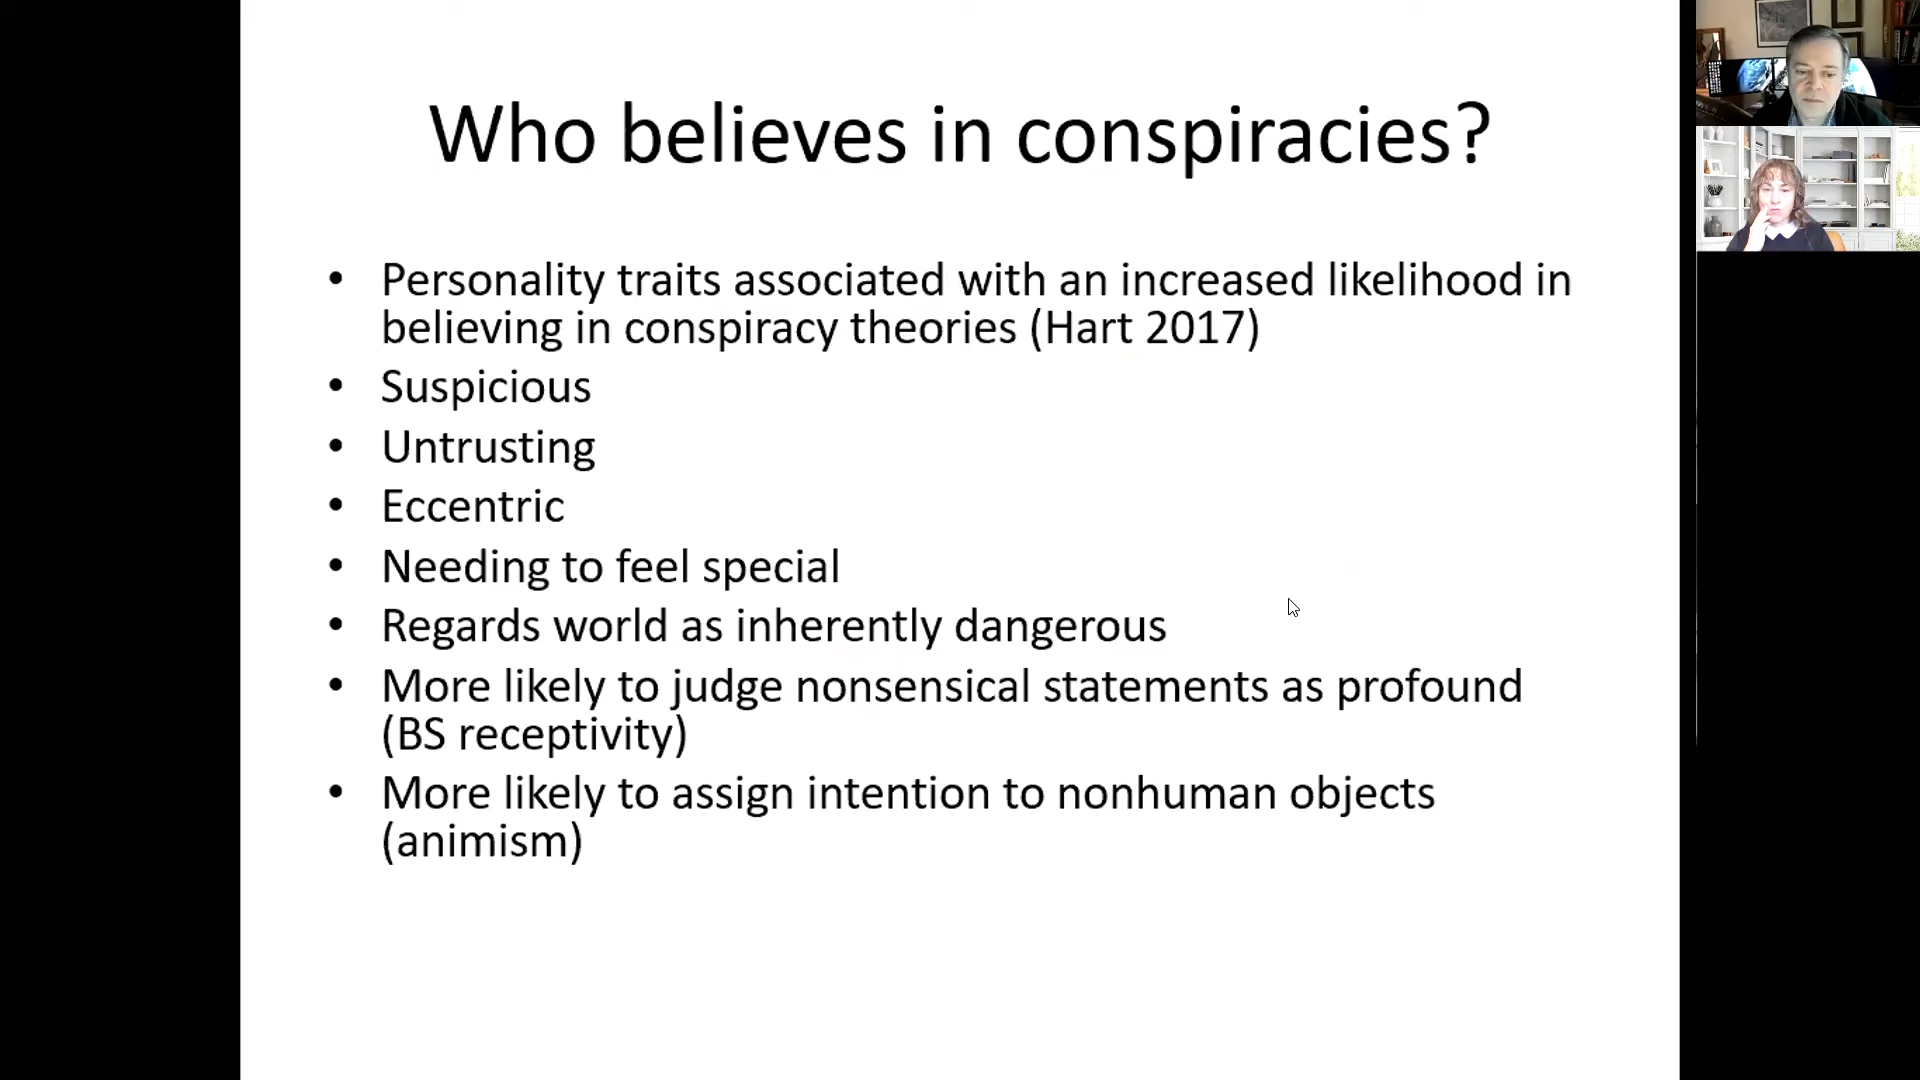 Who believes in conspiracies?
• Personality traits associated with an increased likelihood in
believing in conspiracy theories (Hart 2017)
• Suspicious
• Untrusting
• Eccentric
• Needing to feel special
• Regards world as inherently dangerous
• More likely to judge nonsensical statements as profound
(BS receptivity)
• More likely to assign intention to nonhuman objects
(animism)